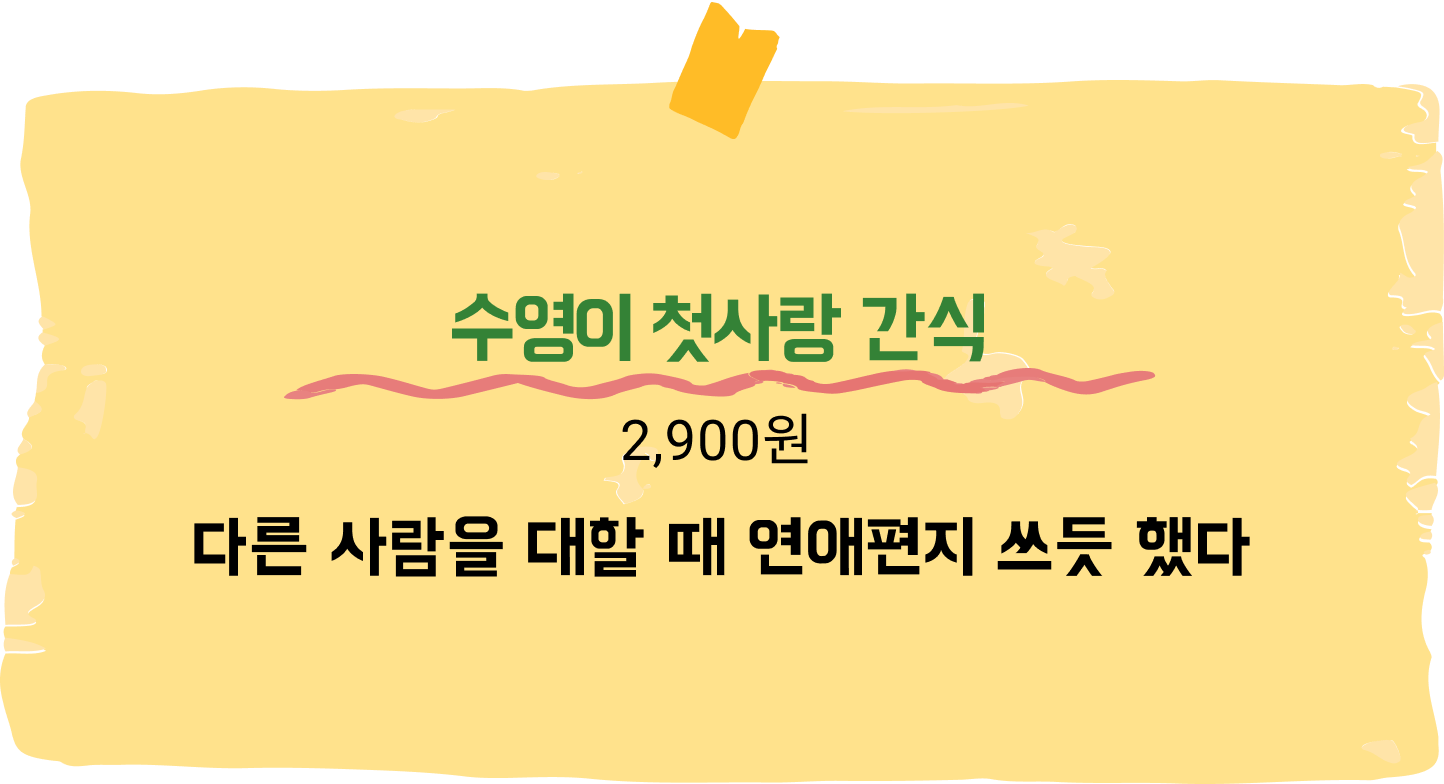 수영이 첫사랑 간식
2,900원
다른 사람을 대할 때 연애편지 쓰듯 했다